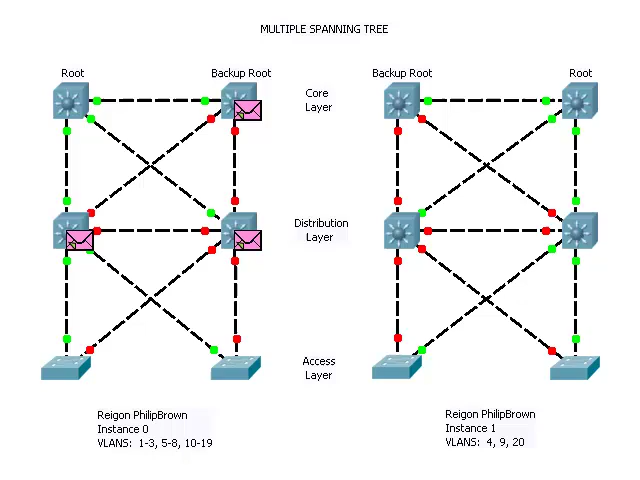 MULTIPLE SPANNING TREE
Root
Backup Root
Core
Layer
Backup Root
Root
Distribution
Layer
Access
Layer
Reigon PhilipBrown
Instance 0
VLANS:  1-3, 5-8, 10-19
Reigon PhilipBrown
Instance 1
VLANS:  4, 9, 20